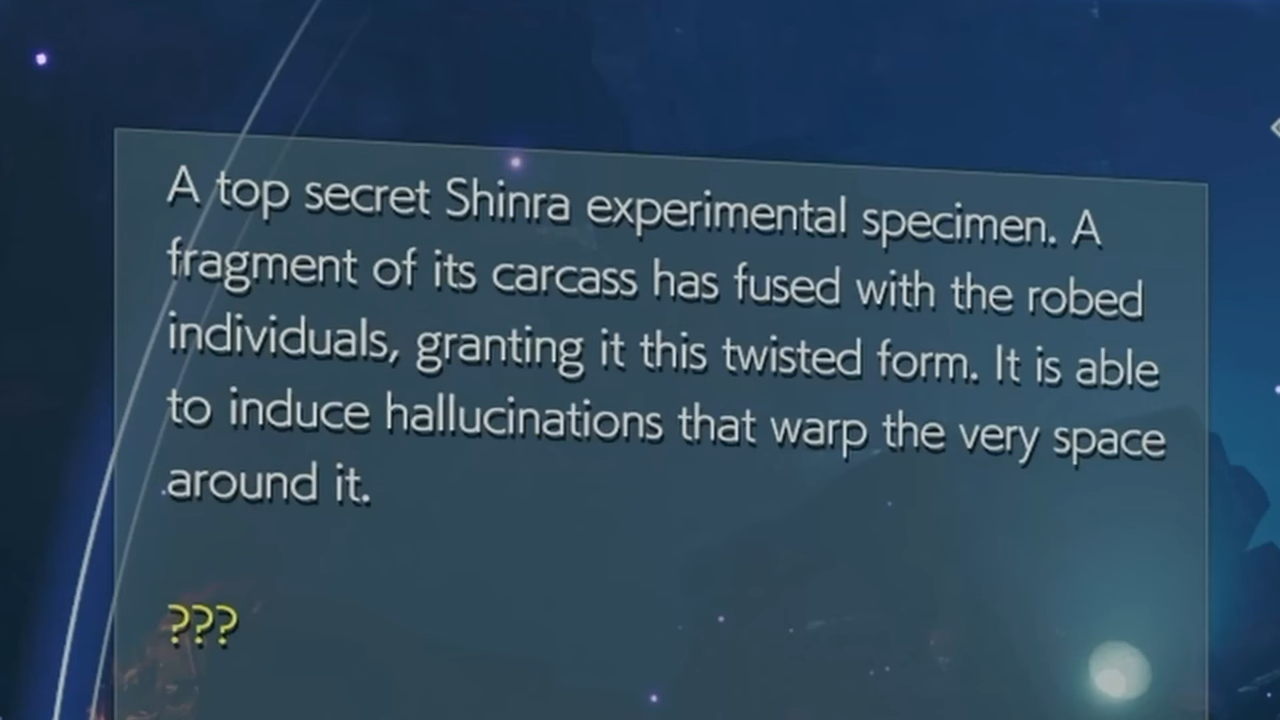 A top secret Shinra experimental specimen. A
fragment of its carcass has fused with the robed
individuals, granting it this twisted form. It is able
to induce hallucinations that warp the very space
around it.
???